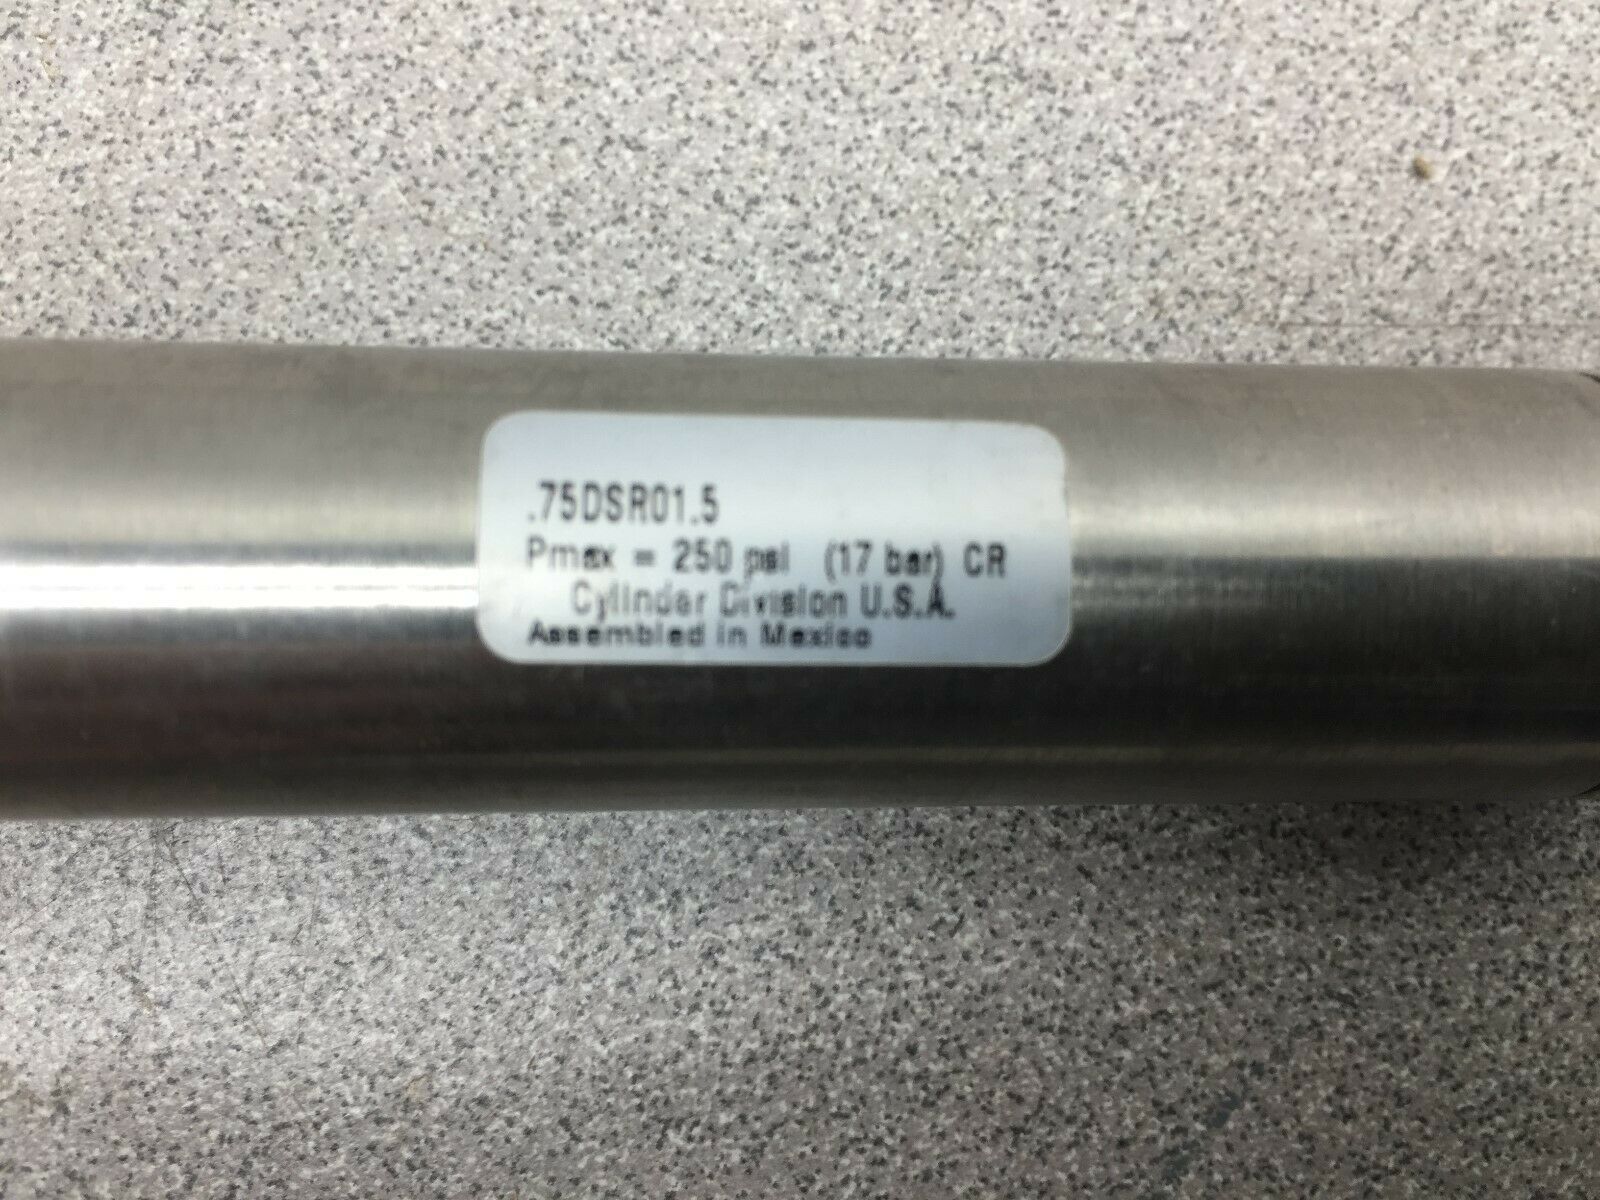 .75DSR01.5
Pmax = 250 psi (17 bar) CR
Cylinder Division U.S.A.
Assembled in Mexico